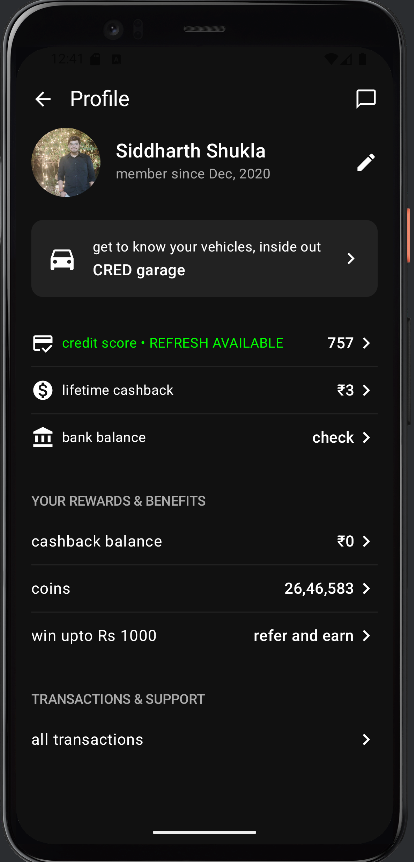 12:41
Profile
Siddharth Shukla
member since Dec, 2020
get to know your vehicles, inside out
CRED garage
credit score • REFRESH AVAILABLE 757
lifetime cashback ₹3
bank balance check
YOUR REWARDS & BENEFITS
cashback balance ₹0
coins 26,46,583
win upto Rs 1000 refer and earn
TRANSACTIONS & SUPPORT
all transactions